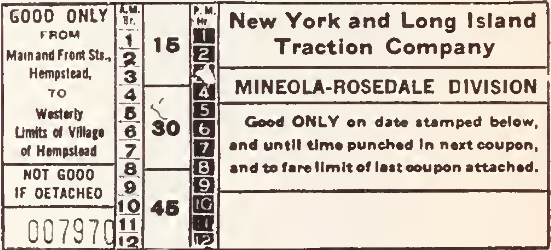 GOOD ONLY
FROM
Main and Front Sts.,
Hempstead,
TO
Westerly
Limits of Village
of Hempstead
NOT GOOD
IF DETACHED
007970
A.M.
Hr.
1
2
3
4
5
6
7
8
9
10
11
12
15
30
45
P.M.
Hr
1
2
4
5
6
7
8
9
10
11
12
New York and Long Island
Traction Company
MINEOLA-ROSEDALE DIVISION
Good ONLY on date stamped below,
and until time punched in next coupon,
and to fare limit of last coupon attached.